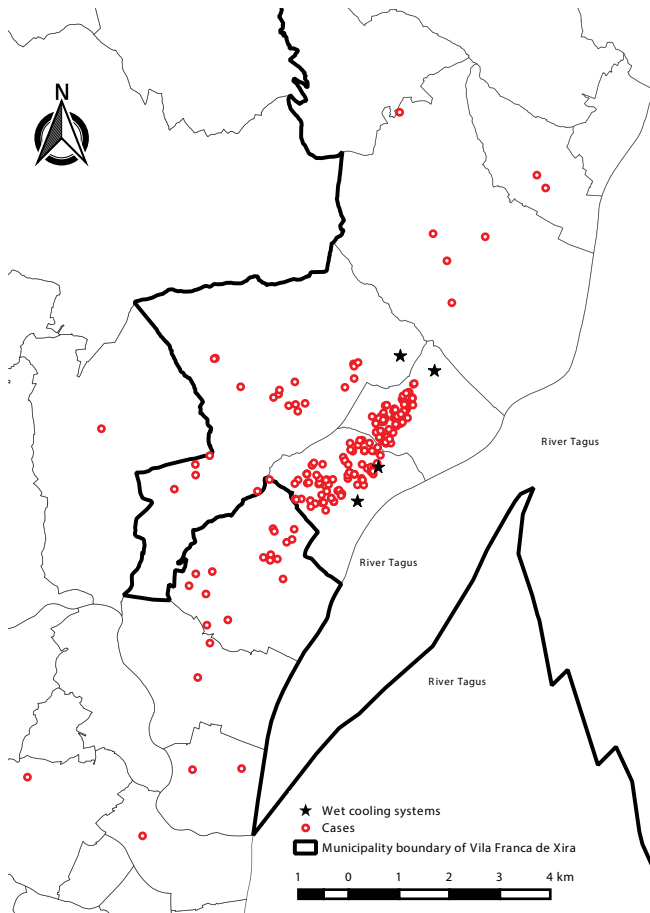 N
River Tagus
River Tagus
River Tagus
Wet cooling systems
Cases
Municipality boundary of Vila Franca de Xira
1 0 1 3 4 km